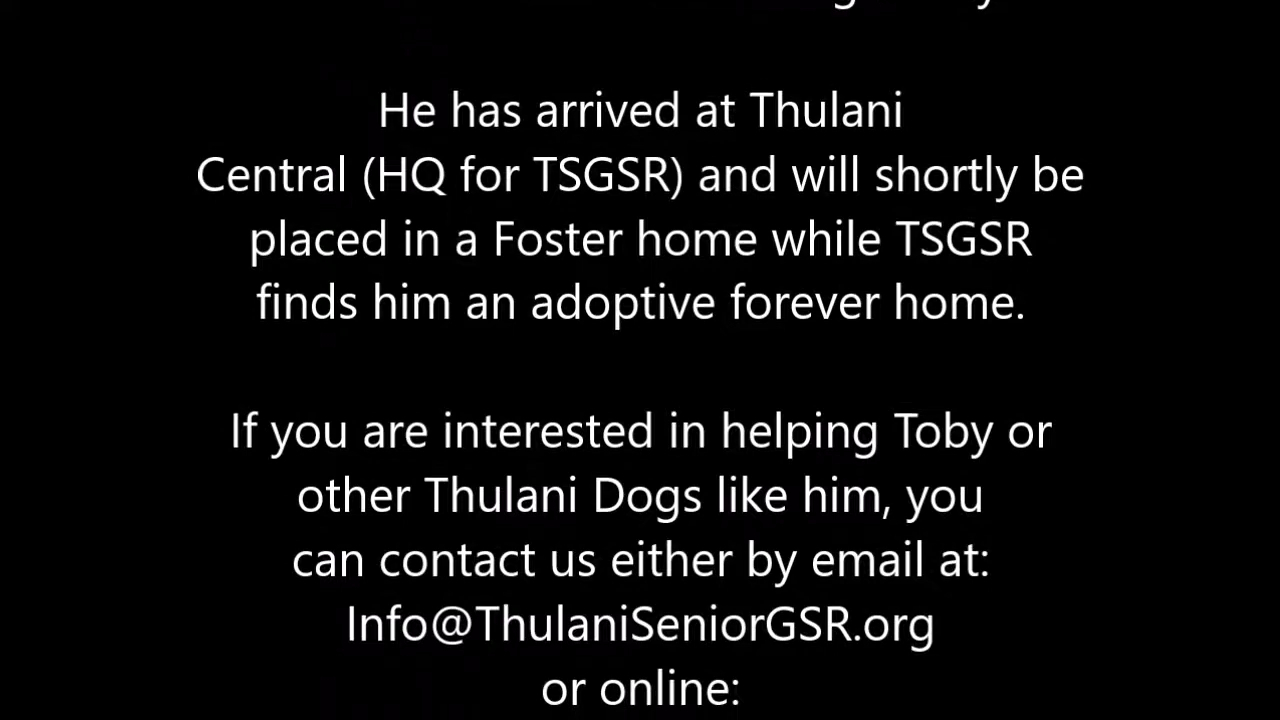 He has arrived at Thulani
Central (HQ for TSGSR) and will shortly be
placed in a Foster home while TSGSR
finds him an adoptive forever home.
If you are interested in helping Toby or
other Thulani Dogs like him, you
can contact us either by email at:
Info@ThulaniSeniorGSR.org
or online: